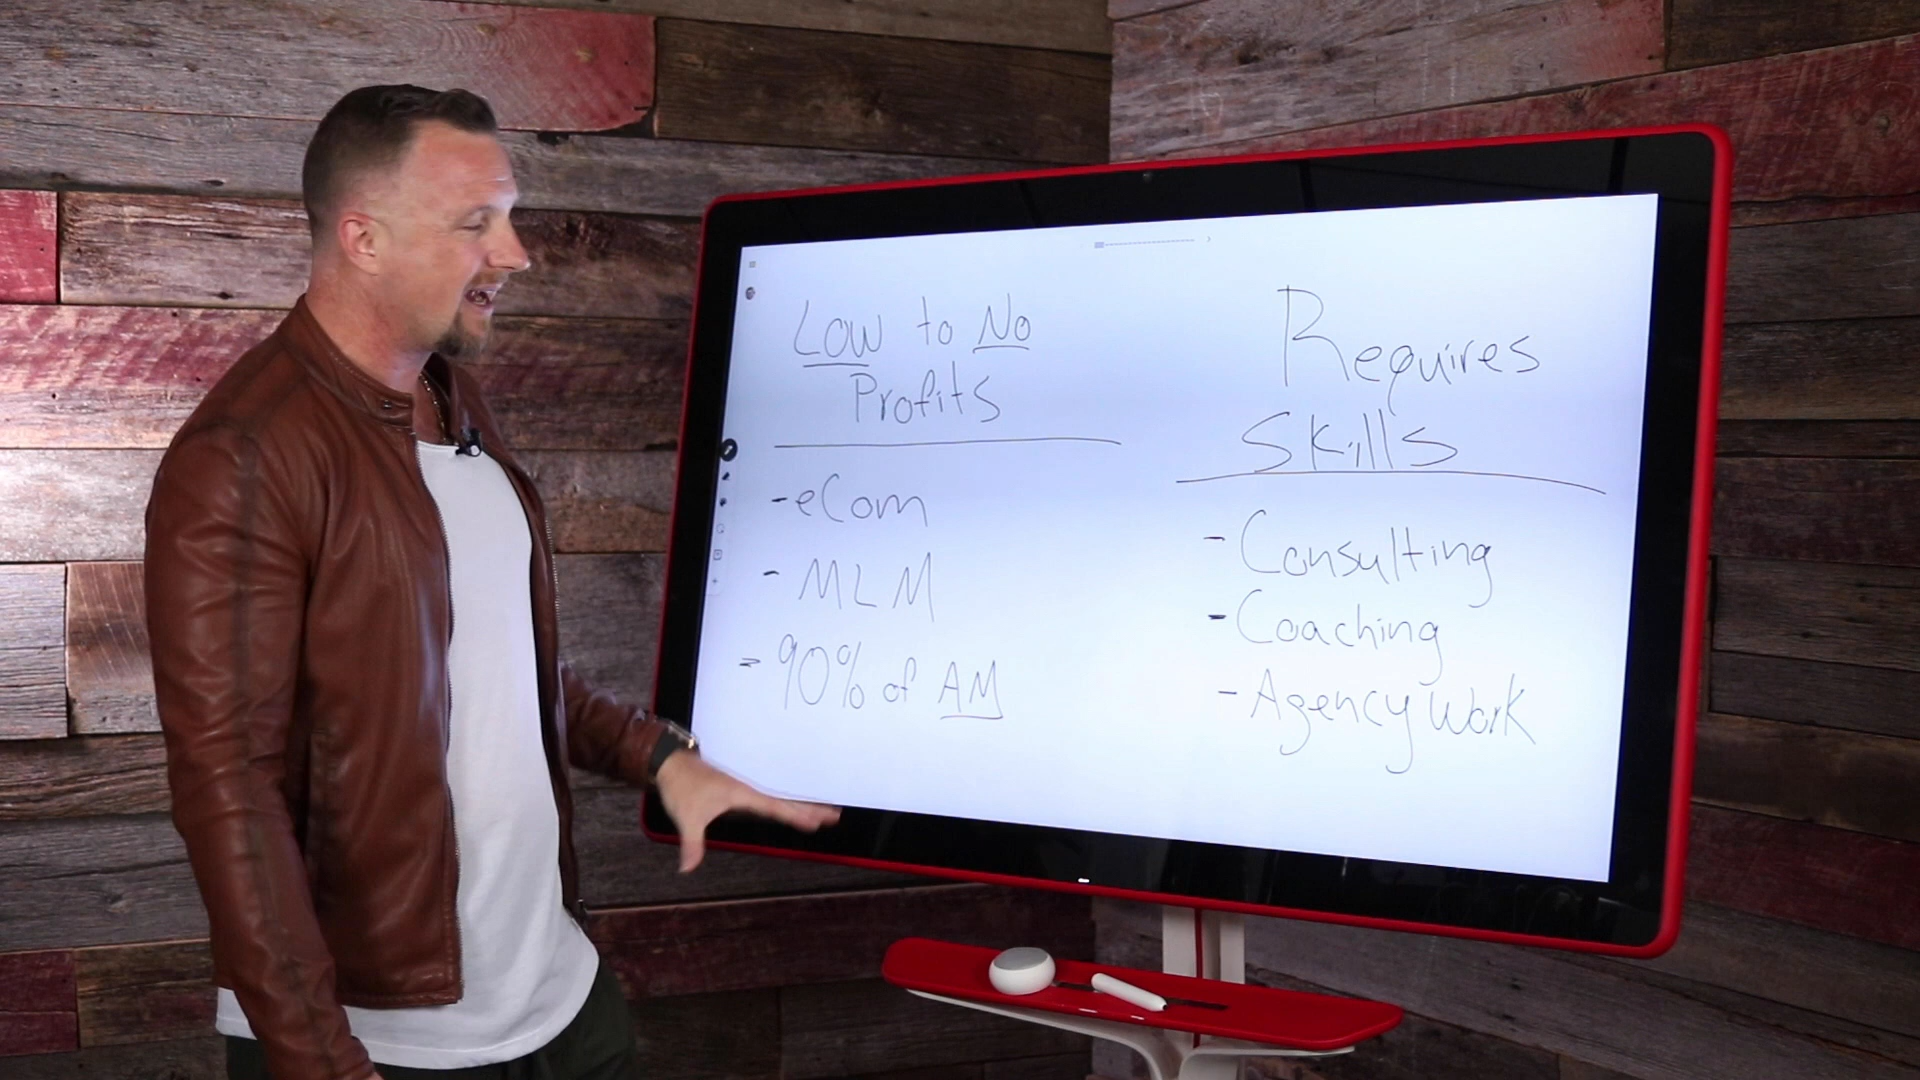 Low to No
Profits
-eCom
- MLM
- 90% of AM
Requires
Skills
- Consulting
- Coaching
- Agency Work